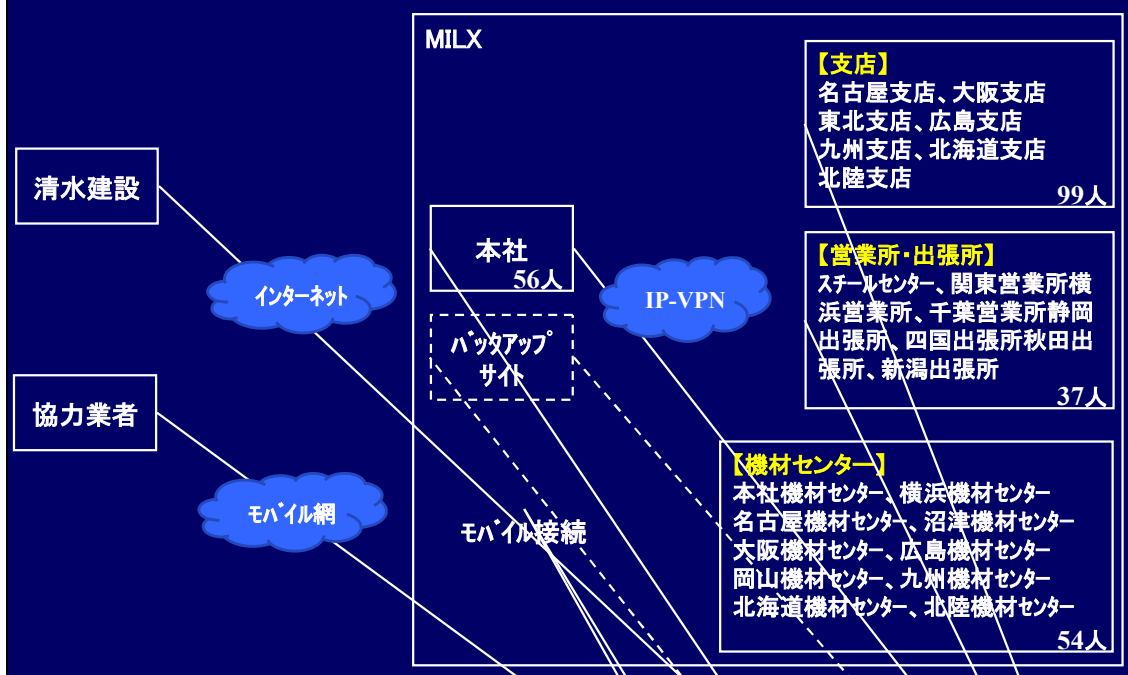 MILX
【支店】
名古屋支店、大阪支店
東北支店、広島支店
九州支店、北海道支店
北陸支店
99人
清水建設
本社
56人
インターネット
IP-VPN
【営業所・出張所】
スチールセンター、関東営業所横
浜営業所、千葉営業所静岡
出張所、四国出張所秋田出
張所、新潟出張所
37人
バッタアップ
サイト
協力業者
モバイル網
モバイル接続
【機材センター】
本社機材センター、横浜機材センター
名古屋機材センター、沼津機材センター
大阪機材センター、広島機材センター
岡山機材センター、九州機材センター
北海道機材センター、北陸機材センター
54人